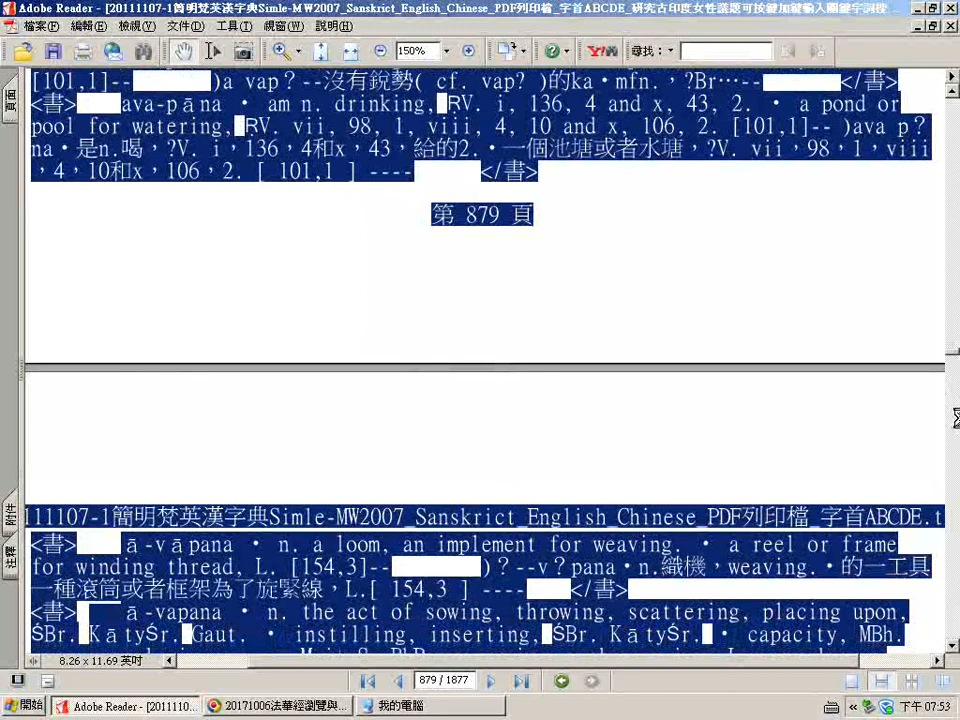 Adobe Reader - [20111107-1簡明梵英漢字典Simle-MW2007_Sanskrict_English_Chinese_PDF列印檔_字首ABCDE_研究古印度女性議題可按鍵加鍵輸入關鍵字詞搜
檔案(F) 編輯(E) 檢視(V) 文件(D) 工具(T) 視窗(W) 說明(H)
150% 尋找：
頁面
[101,1]-- )a vap？--沒有銳勢( cf. vap? )的ka‧mfn. ，?Br…-- </書>
<書> ava-pāna ‧ am n. drinking, RV. i, 136, 4 and x, 43, 2. ‧ a pond or
pool for watering, RV. vii, 98, 1, viii, 4, 10 and x, 106, 2. [101,1]-- )ava p？
na‧是n.喝，?V. i，136，4和x，43，給的2.‧一個池塘或者水塘，?V. vii，98，1，viii
，4，10和x，106，2. [ 101,1 ] ---- </書>
第 879 頁
111107-1簡明梵英漢字典Simle-MW2007_Sanskrict_English_Chinese_PDF列印檔_字首ABCDE.t
附件
<書> ā-vāpana ‧ n. a loom, an implement for weaving. ‧ a reel or frame
for winding thread, L. [154,3]-- )？--v？pana‧n.織機，weaving.‧的一工具
一種滾筒或者框架為了旋緊線，L.[ 154,3 ] ---- </書>
注釋
<書> ā-vapana ‧ n. the act of sowing, throwing, scattering, placing upon,
ŚBr. KātyŚr. Gaut. ‧ instilling, inserting, ŚBr. KātyŚr. ‧ capacity, MBh.
8.26 x 11.69 英吋
879 / 1877
開始 Adobe Reader - [2011110... 20171006法華經瀏覽與... 我的電腦 下午 07:53